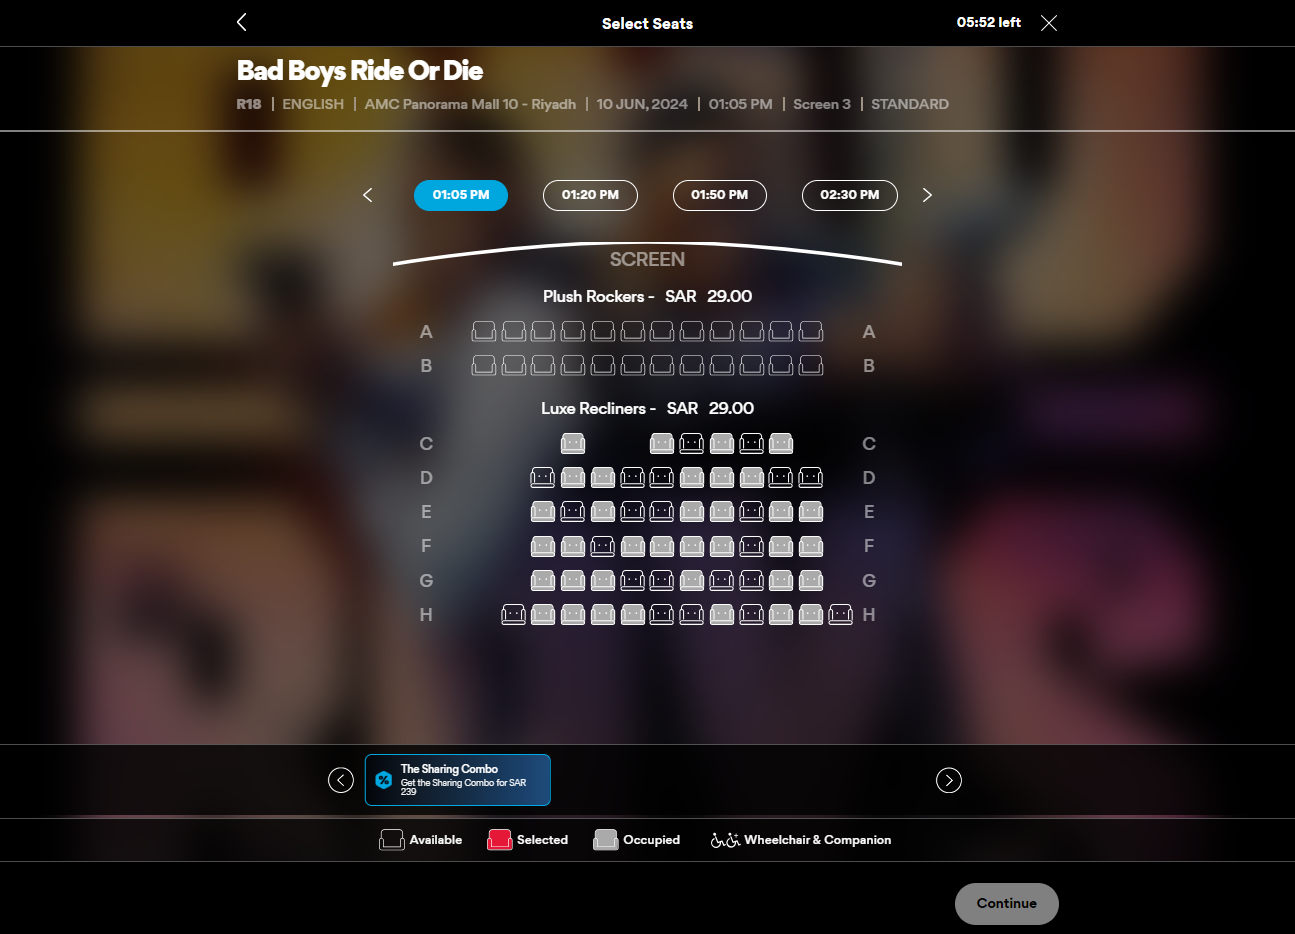 Select Seats
05:52 left
Bad Boys Ride Or Die
R18 | ENGLISH | AMC Panorama Mall 10 - Riyadh | 10 JUN, 2024 | 01:05 PM | Screen 3 | STANDARD
01:05 PM 01:20 PM 01:50 PM 02:30 PM
SCREEN
Plush Rockers - SAR 29.00
A A
B B
Luxe Recliners - SAR 29.00
C C
D D
E E
F F
G G
H H
The Sharing Combo
Get the Sharing Combo for SAR
239
Available Selected Occupied Wheelchair & Companion
Continue